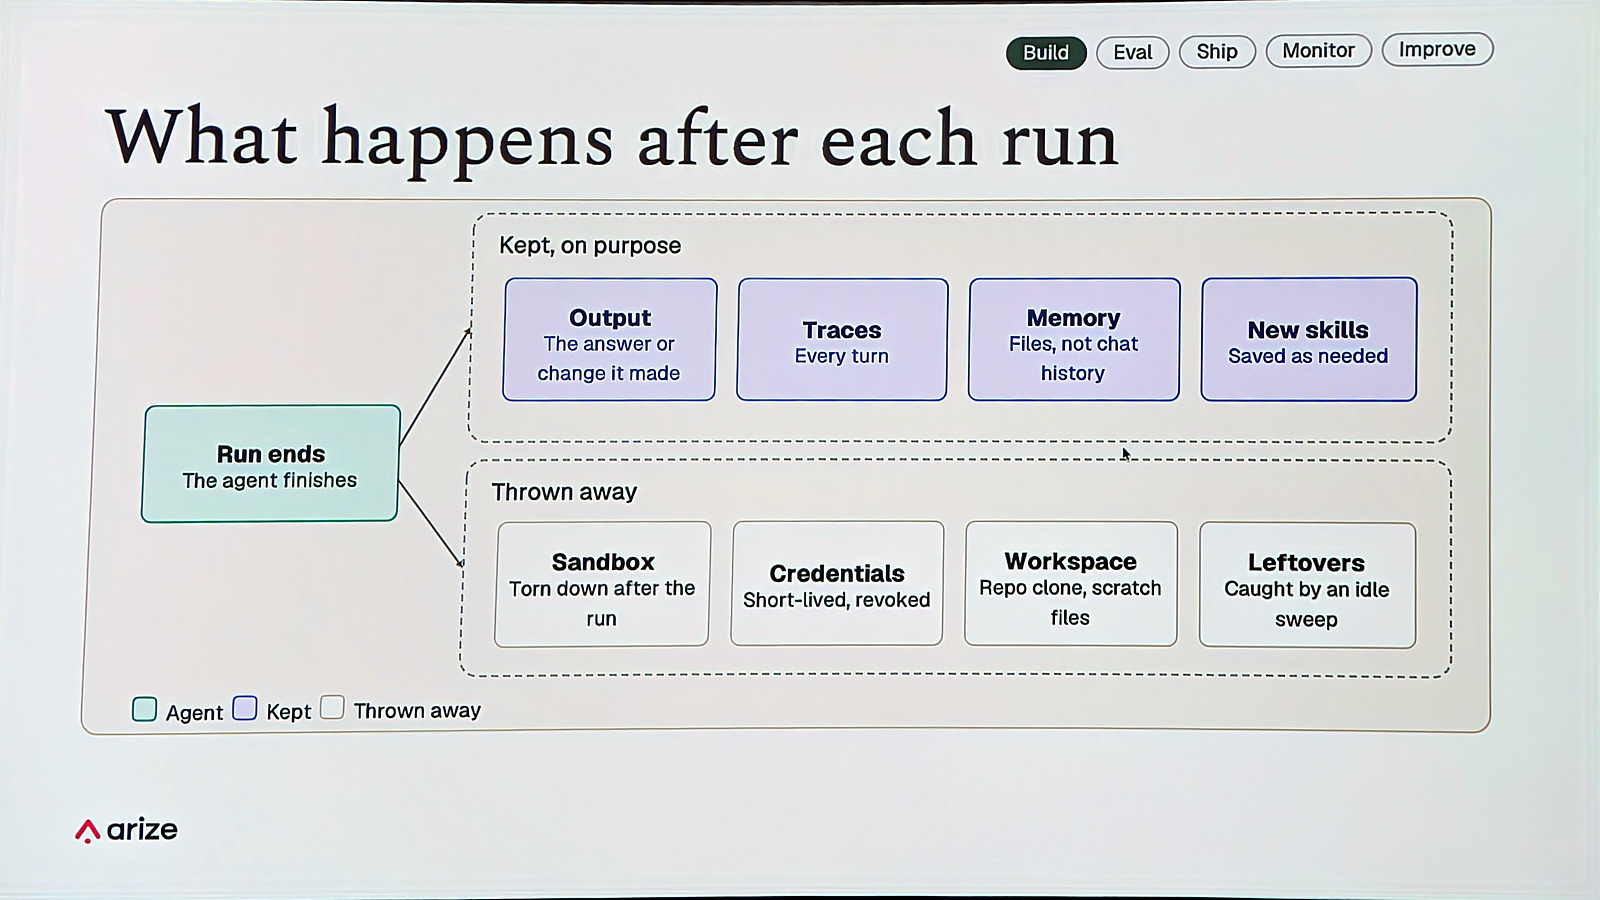 Build
Eval
Ship
Monitor
Improve
What happens after each run
Kept, on purpose
Output
The answer or
change it made
Traces
Every turn
Memory
Files, not chat
history
New skills
Saved as needed
Run ends
The agent finishes
Thrown away
Sandbox
Torn down after the
run
Credentials
Short-lived, revoked
Workspace
Repo clone, scratch
files
Leftovers
Caught by an idle
sweep
Agent
Kept
Thrown away
arize